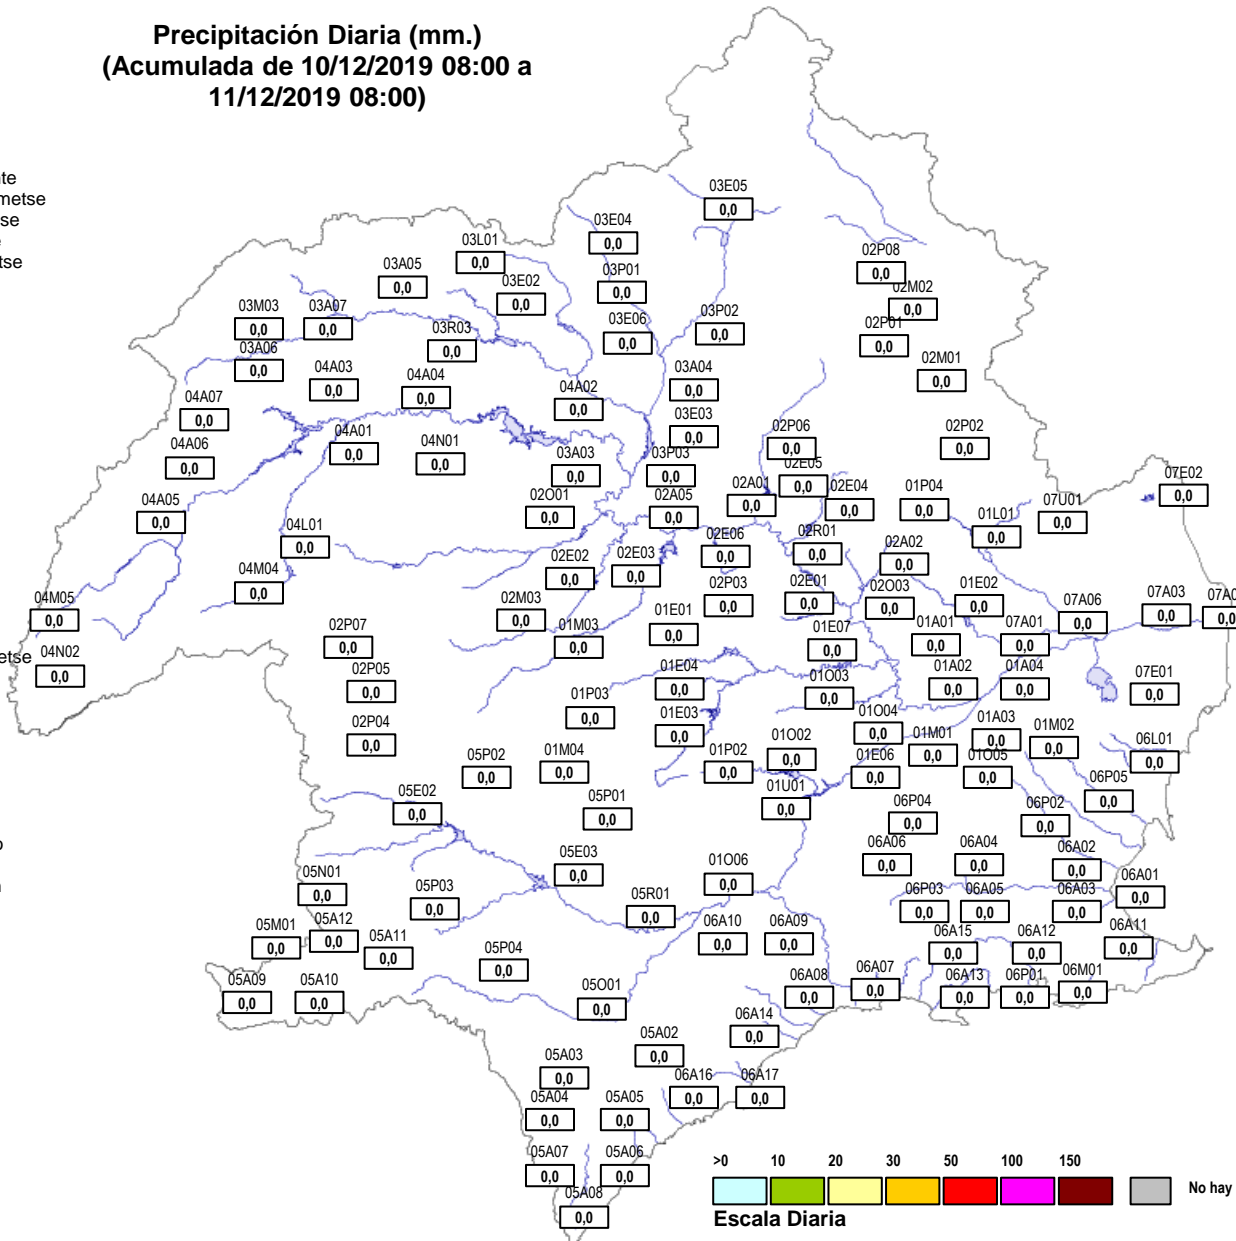 Precipitación Diaria (mm.)
(Acumulada de 10/12/2019 08:00 a
11/12/2019 08:00)
03E05
0,0
03E04
0,0
03L01
0,0
03A05
0,0
03P01
0,0
03E02
0,0
02P08
0,0
02M02
0,0
03M03
0,0
03A07
0,0
03R03
0,0
03E06
0,0
03P02
0,0
02P01
0,0
03A06
0,0
04A03
0,0
04A04
0,0
04A02
0,0
03A04
0,0
02M01
0,0
04A07
0,0
03E03
0,0
04A01
0,0
04N01
0,0
02P06
0,0
02P02
0,0
04A06
0,0
03A03
0,0
03P03
0,0
02E05
0,0
07E02
0,0
04A05
0,0
02O01
0,0
02A05
0,0
02A01
0,0
02E04
0,0
01P04
0,0
07U01
0,0
01L01
0,0
04L01
0,0
02E06
0,0
02R01
0,0
02A02
0,0
02E02
0,0
02E03
0,0
04M04
0,0
04M05
0,0
02M03
0,0
02P03
0,0
02E01
0,0
02O03
0,0
01E02
0,0
07A06
0,0
07A03
0,0
07A0
0,0
01E01
0,0
02P07
0,0
01M03
0,0
01E07
0,0
01A01
0,0
07A01
0,0
etse
04N02
0,0
02P05
0,0
01E04
0,0
01O03
0,0
01A02
0,0
01A04
0,0
07E01
0,0
01P03
0,0
02P04
0,0
01E03
0,0
01O04
0,0
01A03
0,0
01M02
0,0
01M01
0,0
06L01
0,0
05P02
0,0
01M04
0,0
01P02
0,0
01O02
0,0
01E06
0,0
01O05
0,0
06P05
0,0
05E02
0,0
05P01
0,0
01U01
0,0
06P04
0,0
06P02
0,0
05E03
0,0
01O06
0,0
06A06
0,0
06A04
0,0
06A02
0,0
05N01
0,0
05P03
0,0
06A01
0,0
05R01
0,0
06P03
0,0
06A05
0,0
06A03
0,0
05M01
0,0
05A12
0,0
05A11
0,0
06A10
0,0
06A09
0,0
06A15
0,0
06A12
0,0
06A11
0,0
05P04
0,0
05A09
0,0
05A10
0,0
05O01
0,0
06A08
0,0
06A07
0,0
06A13
0,0
06P01
0,0
06M01
0,0
05A02
0,0
06A14
0,0
05A03
0,0
06A16
0,0
06A17
0,0
05A04
0,0
05A05
0,0
05A07
0,0
05A06
0,0
05A08
0,0
>0 10 20 30 50 100 150
No hay
Escala Diaria